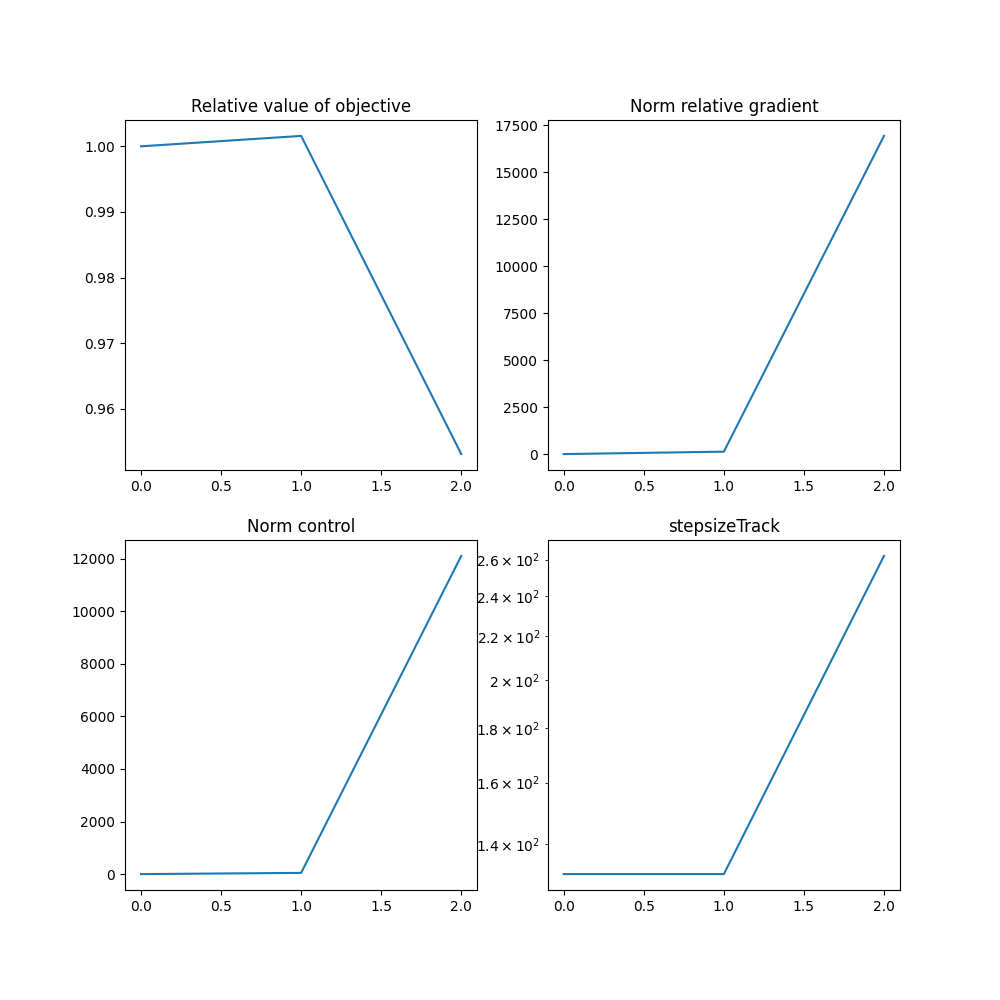 Relative value of objective
1.00
0.99
0.98
0.97
0.96
0.0 0.5 1.0 1.5 2.0
Norm relative gradient
17500
15000
12500
10000
7500
5000
2500
0
0.0 0.5 1.0 1.5 2.0
Norm control
12000
10000
8000
6000
4000
2000
0
0.0 0.5 1.0 1.5 2.0
stepsizeTrack
2.6 × 10²
2.4 × 10²
2.2 × 10²
2 × 10²
1.8 × 10²
1.6 × 10²
1.4 × 10²
0.0 0.5 1.0 1.5 2.0